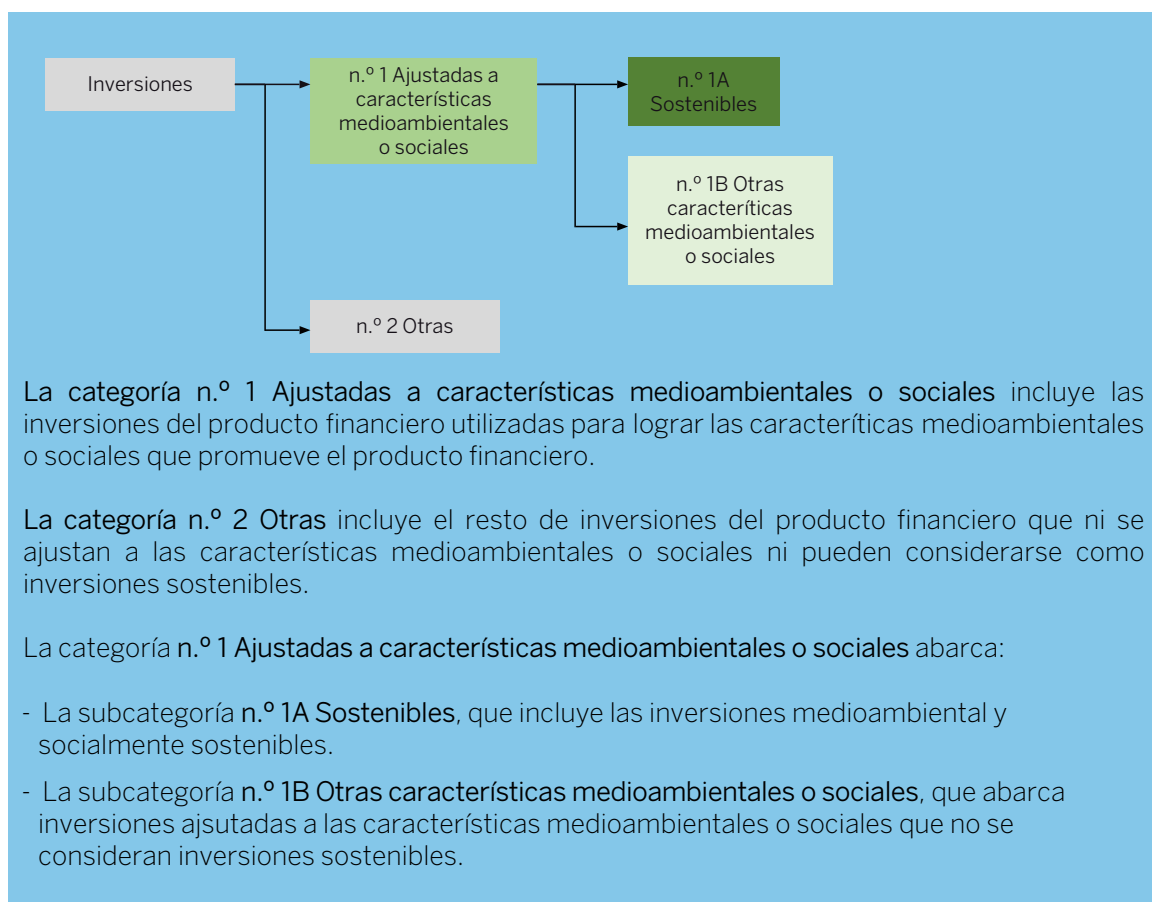 Inversiones
n.º 1 Ajustadas a
características
medioambientales
o sociales
n.º 1A
Sostenibles
n.º 1B Otras
caracteríticas
medioambientales
o sociales
n.º 2 Otras
La categoría n.º 1 Ajustadas a características medioambientales o sociales incluye las
inversiones del producto financiero utilizadas para lograr las caracteríticas medioambientales
o sociales que promueve el producto financiero.
La categoría n.º 2 Otras incluye el resto de inversiones del producto financiero que ni se
ajustan a las características medioambientales o sociales ni pueden considerarse como
inversiones sostenibles.
La categoría n.º 1 Ajustadas a características medioambientales o sociales abarca:
- La subcategoría n.º 1A Sostenibles, que incluye las inversiones medioambiental y
socialmente sostenibles.
- La subcategoría n.º 1B Otras características medioambientales o sociales, que abarca
inversiones ajsutadas a las características medioambientales o sociales que no se
consideran inversiones sostenibles.